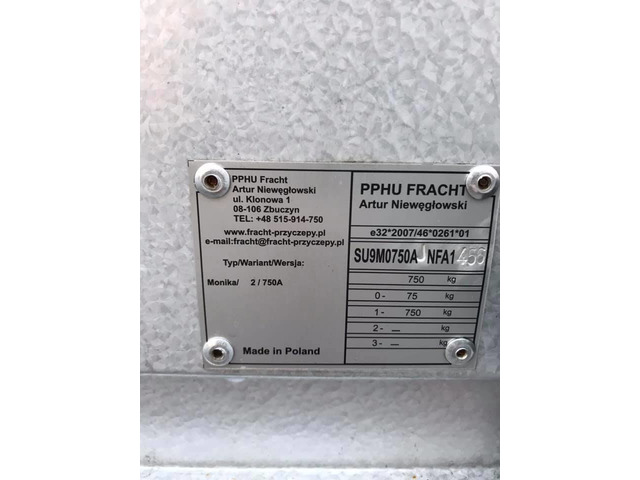 PPHU Fracht
Artur Niewęgłowski
ul. Klonowa 1
08-106 Zbuczyn
TEL: +48 515-914-750
www.fracht-przyczepy.pl
e-mail:fracht@fracht-przyczepy.pl
Typ/Wariant/Wersja:
Monika/ 2 / 750A
Made in Poland
PPHU FRACHT
Artur Niewęgłowski
e32*2007/46*0261*01
SU9M0750AJNFA1456
750 kg
0- 75 kg
1- 750 kg
2- — kg
3- — kg